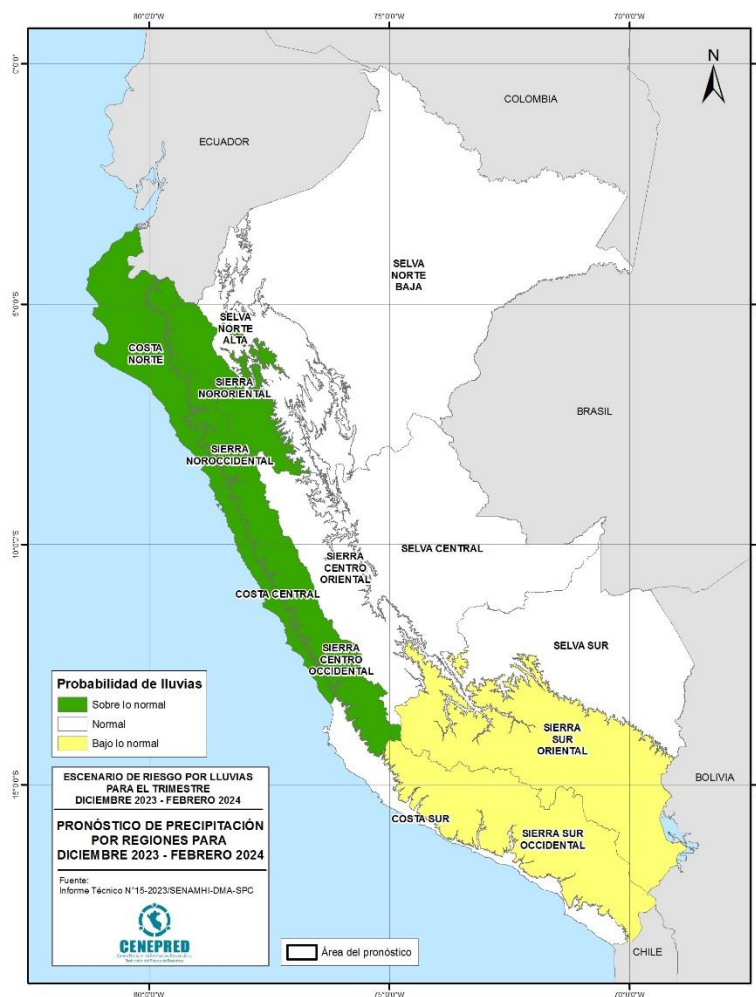 80°0'0"W
75°0'0"W
70°0'0"W
0°0'0"
N
COLOMBIA
ECUADOR
SELVA
NORTE
BAJA
5°0'0"S
SELVA
NORTE
ALTA
COSTA
NORTE
SIERRA
NORORIENTAL
BRASIL
SIERRA
NOROCCIDENTAL
10°0'0"S
SELVA CENTRAL
SIERRA
CENTRO
ORIENTAL
COSTA CENTRAL
SIERRA
CENTRO
OCCIDENTAL
SELVA SUR
Probabilidad de lluvias
Sobre lo normal
Normal
Bajo lo normal
SIERRA
SUR
ORIENTAL
BOLIVIA
15°0'0"S
COSTA SUR
SIERRA SUR
OCCIDENTAL
ESCENARIO DE RIESGO POR LLUVIAS
PARA EL TRIMESTRE
DICIEMBRE 2023 - FEBRERO 2024
PRONÓSTICO DE PRECIPITACIÓN
POR REGIONES PARA
DICIEMBRE 2023 - FEBRERO 2024
Fuente:
Informe Técnico N°15-2023/SENAMHI-DMA-SPC
CENEPRED
Área del pronóstico
CHILE
80°0'0"W
75°0'0"W
70°0'0"W